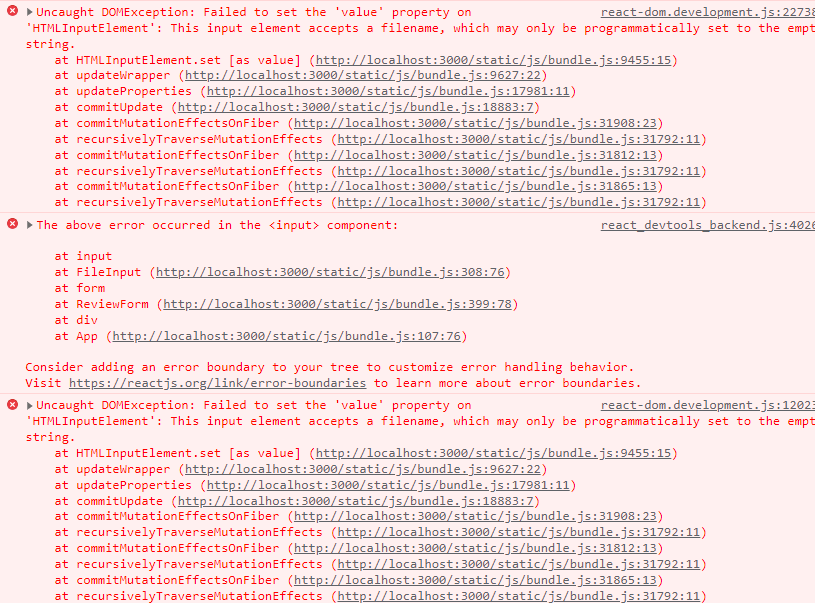 Uncaught DOMException: Failed to set the 'value' property on react-dom.development.js:22738
'HTMLInputElement': This input element accepts a filename, which may only be programmatically set to the empt
string.
at HTMLInputElement.set [as value] (http://localhost:3000/static/js/bundle.js:9455:15)
at updateWrapper (http://localhost:3000/static/js/bundle.js:9627:22)
at updateProperties (http://localhost:3000/static/js/bundle.js:17981:11)
at commitUpdate (http://localhost:3000/static/js/bundle.js:18883:7)
at commitMutationEffectsOnFiber (http://localhost:3000/static/js/bundle.js:31908:23)
at recursivelyTraverseMutationEffects (http://localhost:3000/static/js/bundle.js:31792:11)
at commitMutationEffectsOnFiber (http://localhost:3000/static/js/bundle.js:31812:13)
at recursivelyTraverseMutationEffects (http://localhost:3000/static/js/bundle.js:31792:11)
at commitMutationEffectsOnFiber (http://localhost:3000/static/js/bundle.js:31865:13)
at recursivelyTraverseMutationEffects (http://localhost:3000/static/js/bundle.js:31792:11)
The above error occurred in the <input> component: react_devtools_backend.js:4026
at input
at FileInput (http://localhost:3000/static/js/bundle.js:308:76)
at form
at ReviewForm (http://localhost:3000/static/js/bundle.js:399:78)
at div
at App (http://localhost:3000/static/js/bundle.js:107:76)
Consider adding an error boundary to your tree to customize error handling behavior.
Visit https://reactjs.org/link/error-boundaries to learn more about error boundaries.
Uncaught DOMException: Failed to set the 'value' property on react-dom.development.js:12023
'HTMLInputElement': This input element accepts a filename, which may only be programmatically set to the empt
string.
at HTMLInputElement.set [as value] (http://localhost:3000/static/js/bundle.js:9455:15)
at updateWrapper (http://localhost:3000/static/js/bundle.js:9627:22)
at updateProperties (http://localhost:3000/static/js/bundle.js:17981:11)
at commitUpdate (http://localhost:3000/static/js/bundle.js:18883:7)
at commitMutationEffectsOnFiber (http://localhost:3000/static/js/bundle.js:31908:23)
at recursivelyTraverseMutationEffects (http://localhost:3000/static/js/bundle.js:31792:11)
at commitMutationEffectsOnFiber (http://localhost:3000/static/js/bundle.js:31812:13)
at recursivelyTraverseMutationEffects (http://localhost:3000/static/js/bundle.js:31792:11)
at commitMutationEffectsOnFiber (http://localhost:3000/static/js/bundle.js:31865:13)
at recursivelyTraverseMutationEffects (http://localhost:3000/static/js/bundle.js:31792:11)